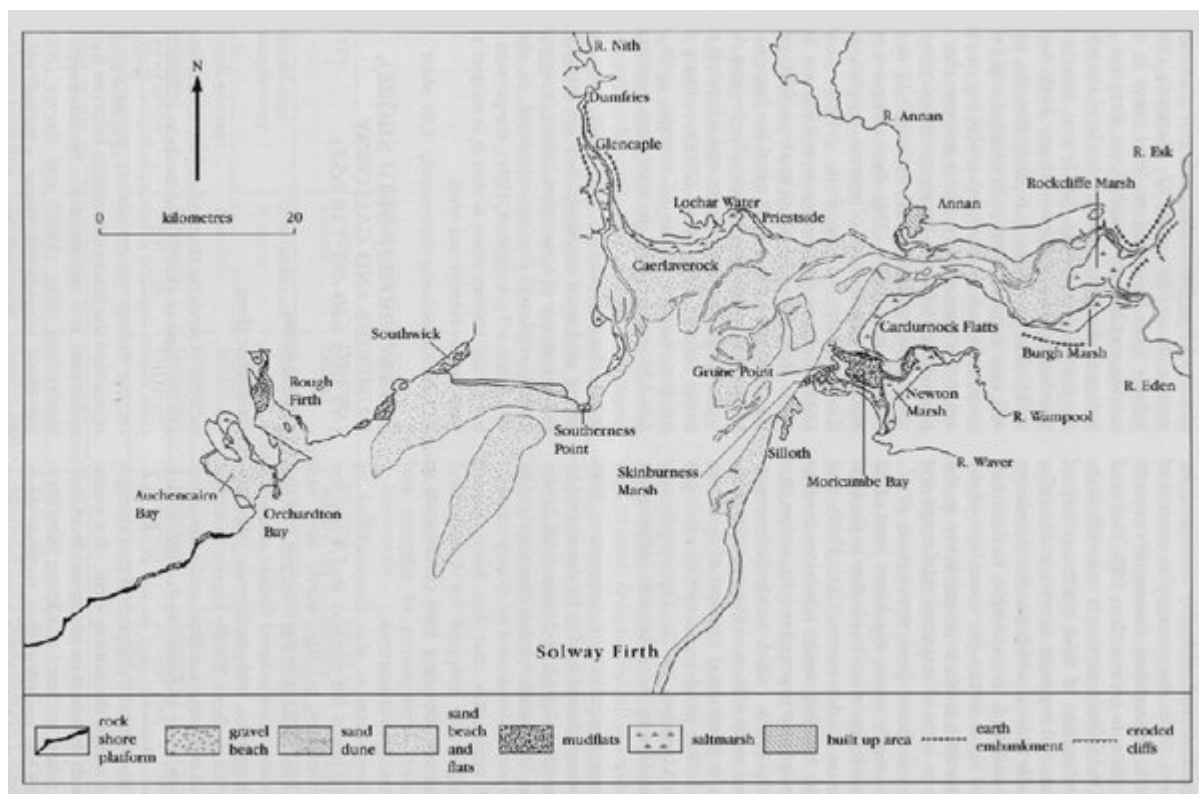 R. Nith
N
Dumfries
R. Annan
Glencaple
R. Esk
Rockcliffe Marsh
0 kilometres 20
Lochar Water
Annan
Priestside
Caerlaverock
Southwick
Cardurnock Flatts
Burgh Marsh
Rough
Firth
Grune Point
R. Eden
Newton
Marsh
R. Wampool
Southerness
Point
Silloth
R. Waver
Skinburness
Marsh
Moricambe Bay
Auchencairn
Bay
Orchardton
Bay
Solway Firth
rock
shore
platform
gravel
beach
sand
dune
sand
beach
and
flats
mudflats
saltmarsh
built up area
earth
embankment
eroded
cliffs